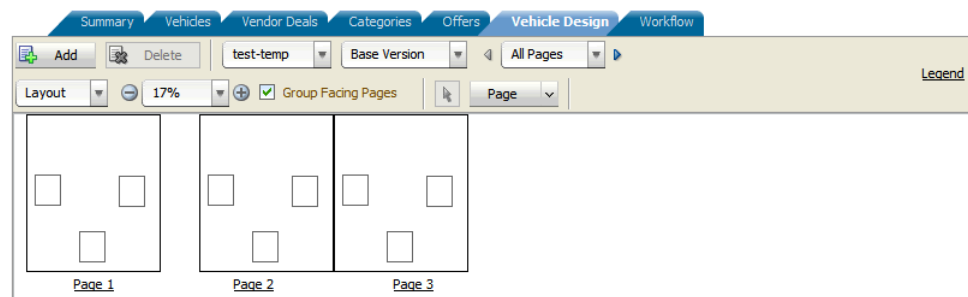 Summary Vehicles Vendor Deals Categories Offers Vehicle Design Workflow
Add Delete test-temp Base Version All Pages
Legend
Layout 17% Group Facing Pages Page
Page 1 Page 2 Page 3